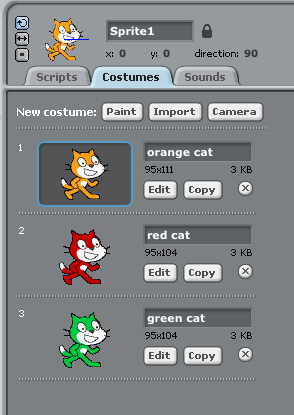 Sprite1
x: 0 y: 0 direction: 90
Scripts Costumes Sounds
New costume: Paint Import Camera
1
orange cat
95x111 3 KB
Edit Copy
2
red cat
95x104 3 KB
Edit Copy
3
green cat
95x104 3 KB
Edit Copy